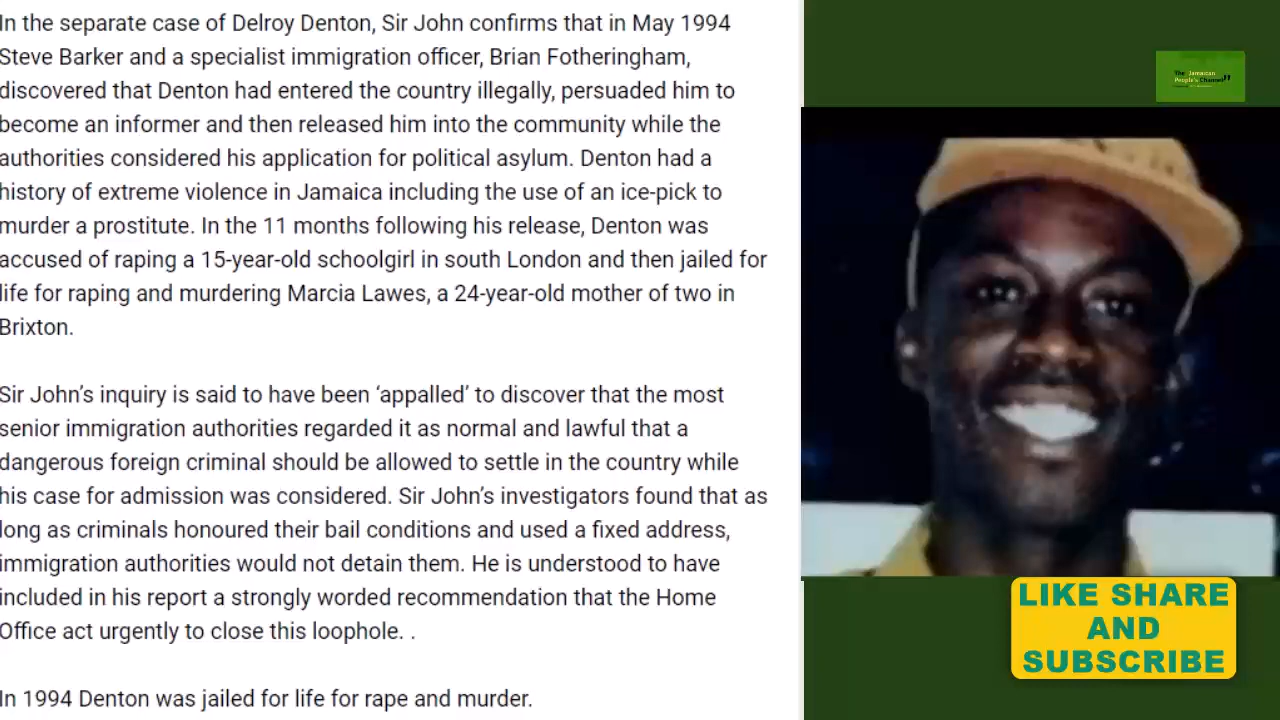 In the separate case of Delroy Denton, Sir John confirms that in May 1994
Steve Barker and a specialist immigration officer, Brian Fotheringham,
discovered that Denton had entered the country illegally, persuaded him to
become an informer and then released him into the community while the
authorities considered his application for political asylum. Denton had a
history of extreme violence in Jamaica including the use of an ice-pick to
murder a prostitute. In the 11 months following his release, Denton was
accused of raping a 15-year-old schoolgirl in south London and then jailed for
life for raping and murdering Marcia Lawes, a 24-year-old mother of two in
Brixton.
Sir John’s inquiry is said to have been ‘appalled’ to discover that the most
senior immigration authorities regarded it as normal and lawful that a
dangerous foreign criminal should be allowed to settle in the country while
his case for admission was considered. Sir John’s investigators found that as
long as criminals honoured their bail conditions and used a fixed address,
immigration authorities would not detain them. He is understood to have
included in his report a strongly worded recommendation that the Home
Office act urgently to close this loophole. .
In 1994 Denton was jailed for life for rape and murder.
The Jamaican
People's Channel"
LIKE SHARE
AND
SUBSCRIBE